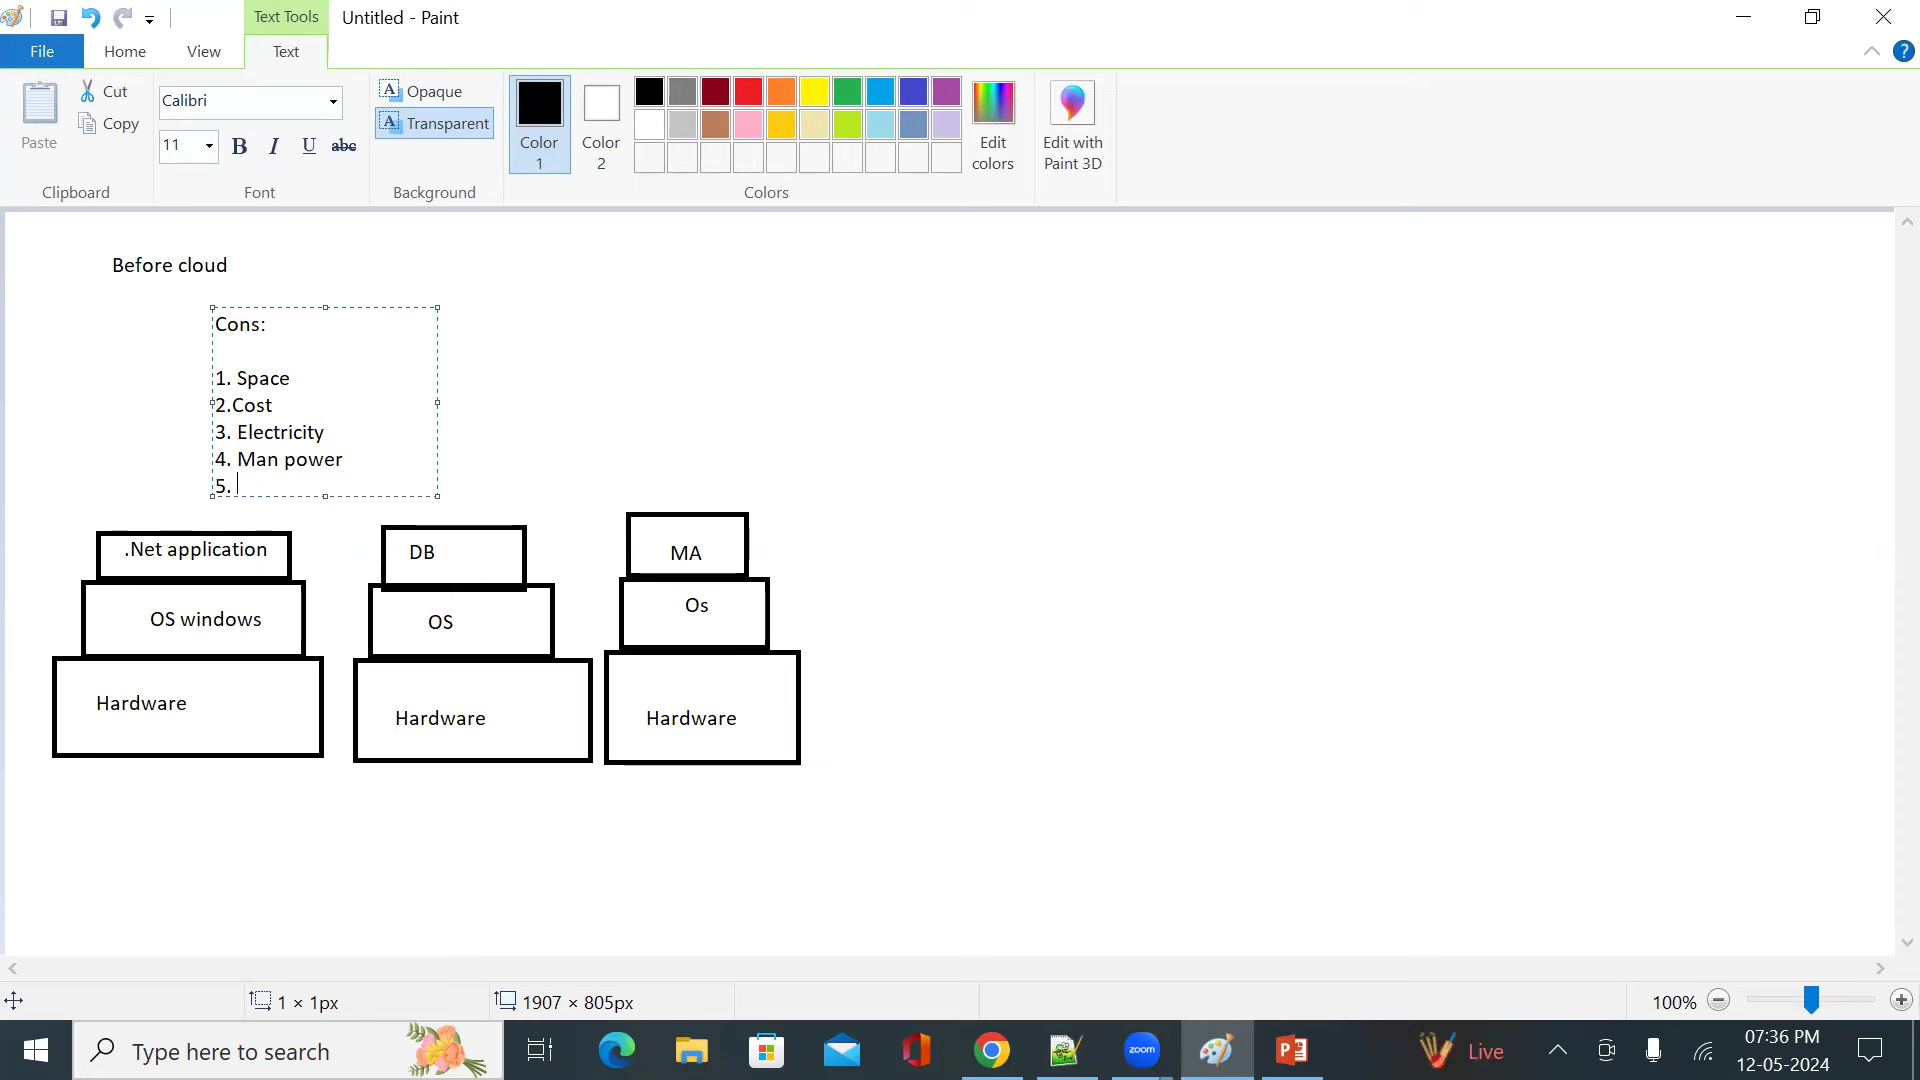 Text Tools
Untitled - Paint
File
Home
View
Text
?
Paste
Cut
Copy
Clipboard
Calibri
11
B
I
U
abc
Font
A Opaque
A Transparent
Background
Color
1
Color
2
Edit
colors
Edit with
Paint 3D
Colors
Before cloud
Cons:
1. Space
2.Cost
3. Electricity
4. Man power
5.
.Net application
DB
MA
OS windows
OS
Os
Hardware
Hardware
Hardware
1 × 1px
1907 × 805px
100%
Type here to search
zoom
Live
07:36 PM
12-05-2024